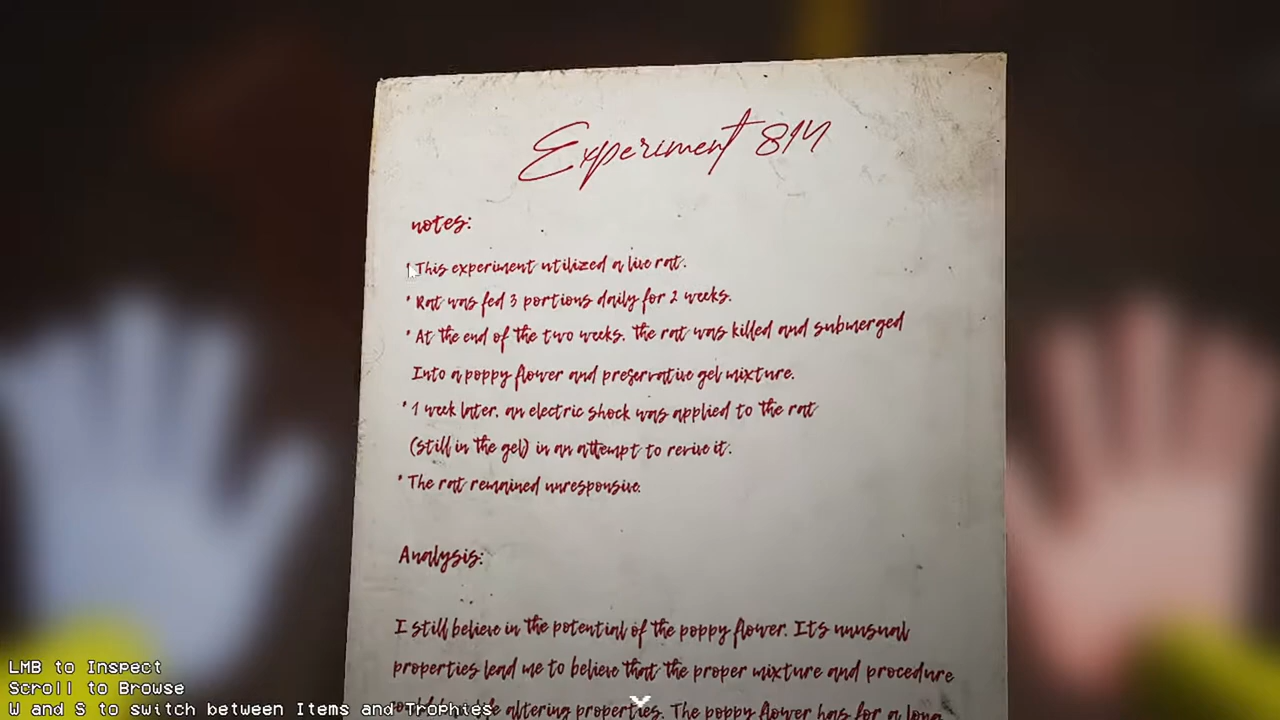 Experiment 814
notes:
* This experiment utilized a live rat.
* Rat was fed 3 portions daily for 2 weeks.
* At the end of the two weeks, the rat was killed and submerged
Into a poppy flower and preservative gel mixture.
* 1 week later, an electric shock was applied to the rat
(still in the gel) in an attempt to revive it.
* The rat remained unresponsive.
Analysis:
I still believe in the potential of the poppy flower. Its unusual
properties lead me to believe that the proper mixture and procedure
altering properties. The poppy flower has for a long
LMB to Inspect
Scroll to Browse
W and S to switch between Items and Trophies